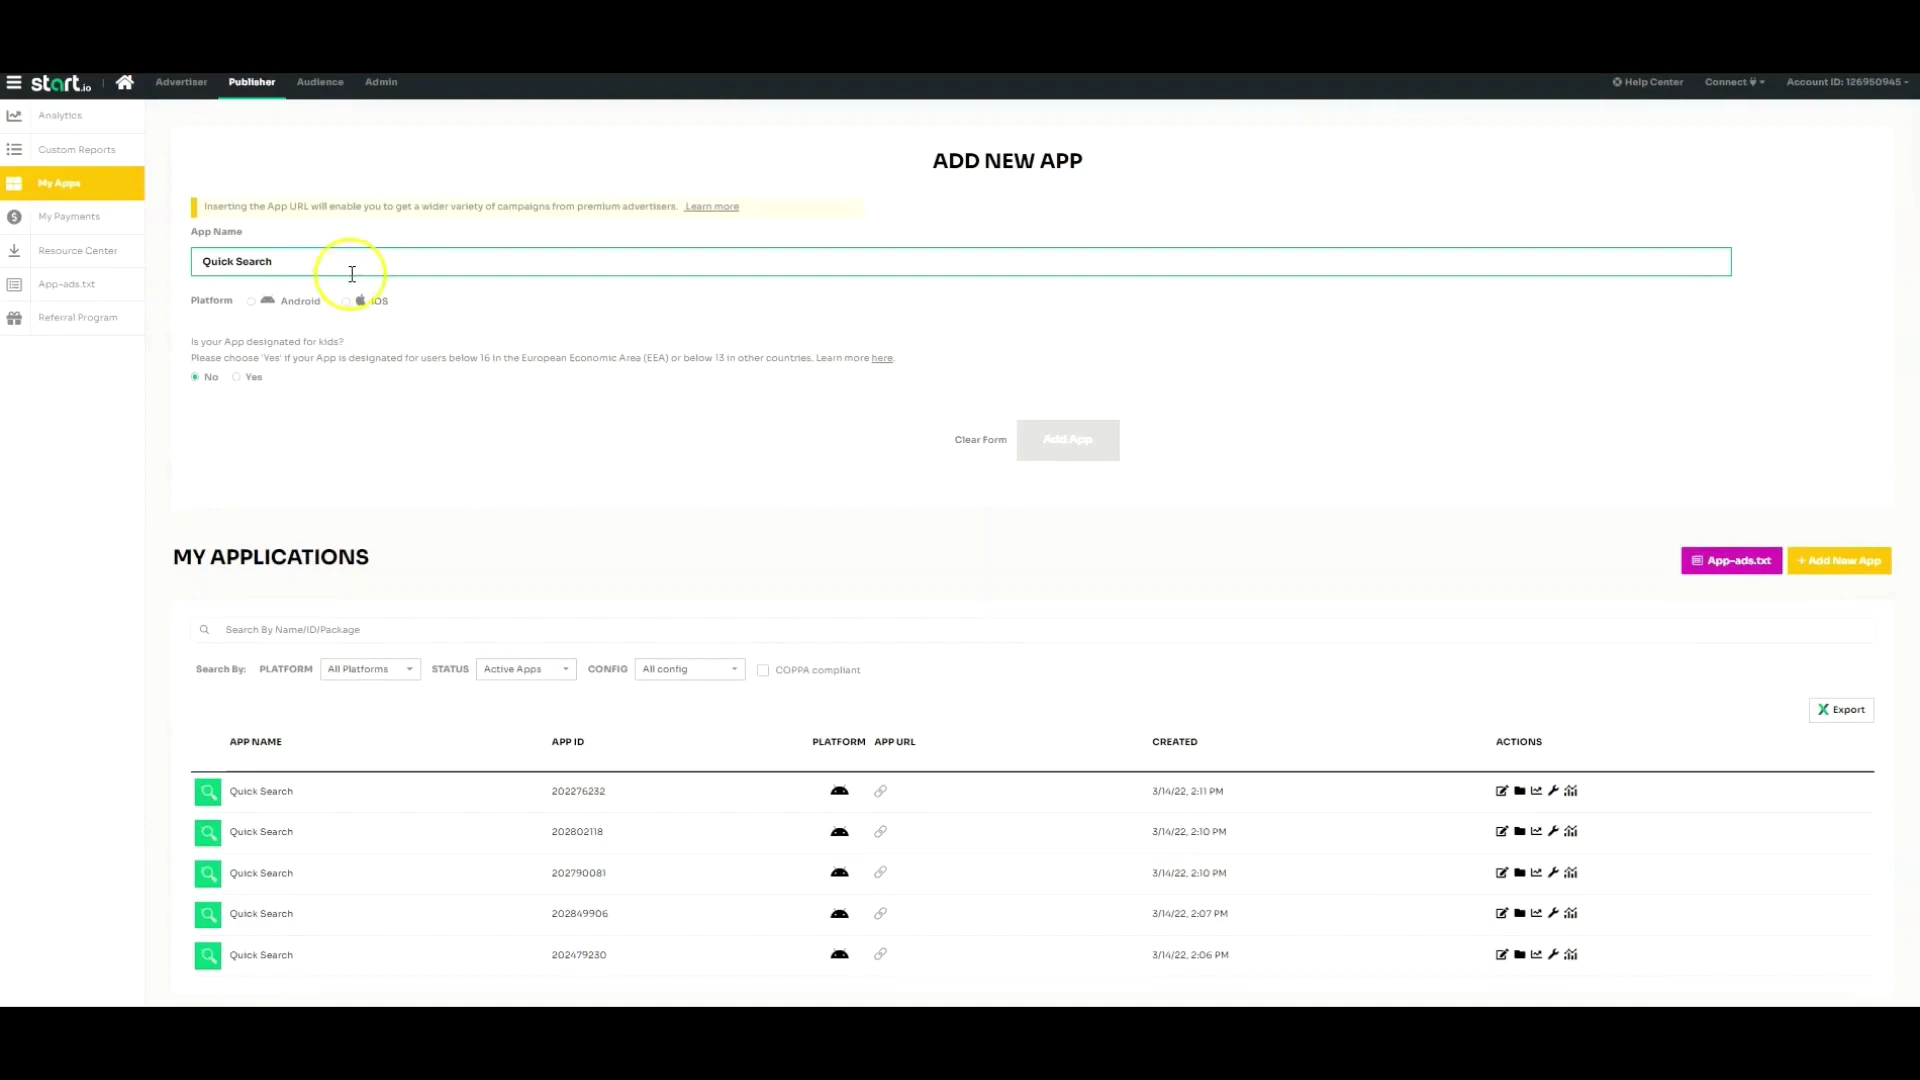 start.io
Advertiser
Publisher
Audience
Admin
Help Center
Connect
Account ID: 126950945
Analytics
Custom Reports
My Apps
My Payments
Resource Center
App-ads.txt
Referral Program
ADD NEW APP
Inserting the App URL will enable you to get a wider variety of campaigns from premium advertisers. Learn more
App Name
Quick Search
Platform Android iOS
Is your App designated for kids?
Please choose 'Yes' if your App is designated for users below 16 in the European Economic Area (EEA) or below 13 in other countries. Learn more here.
No Yes
Clear Form Add App
MY APPLICATIONS
App-ads.txt + Add New App
Search By Name/ID/Package
Search By: PLATFORM All Platforms STATUS Active Apps CONFIG All config COPPA compliant
Export
APP NAME APP ID PLATFORM APP URL CREATED ACTIONS
Quick Search 202276232 3/14/22, 2:11 PM
Quick Search 202802118 3/14/22, 2:10 PM
Quick Search 202790081 3/14/22, 2:10 PM
Quick Search 202849906 3/14/22, 2:07 PM
Quick Search 202479230 3/14/22, 2:06 PM